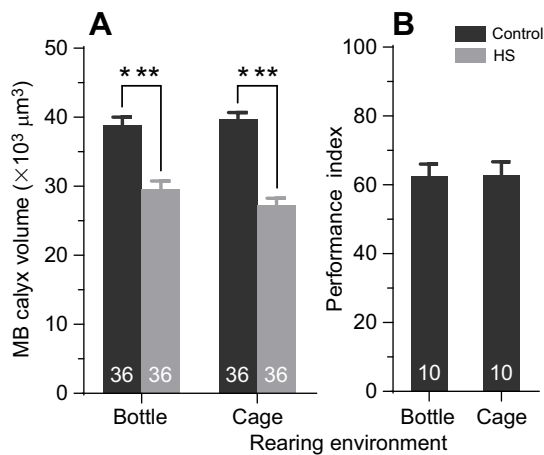 A
MB calyx volume (×10³ μm³)
50
40
30
20
10
0
* **
* **
36
36
36
36
Bottle
Cage
B
Control
HS
Performance index
100
80
60
40
20
0
10
10
Bottle
Cage
Rearing environment